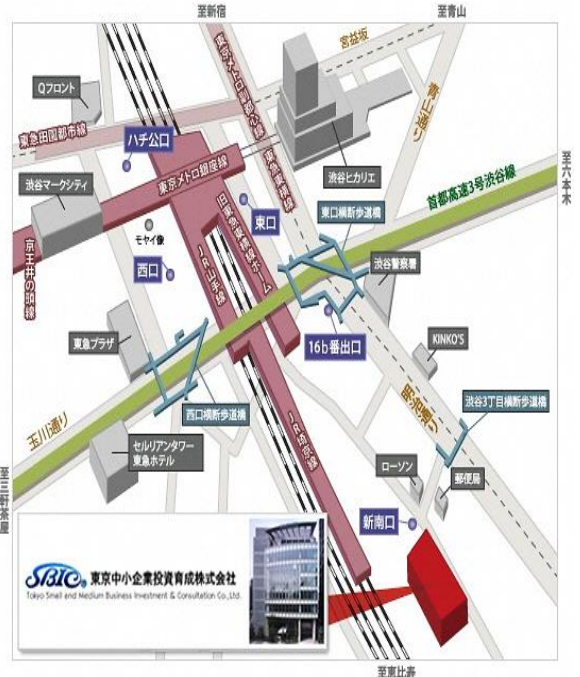 至新宿
至青山
宮益坂
Qフロント
東京メトロ副都心線
青山通り
東急田園都市線
ハチ公口
東京メトロ銀座線
東急東横線
渋谷ヒカリエ
首都高速3号渋谷線
至六本木
渋谷マークシティ
旧東急東横線ホーム
東口
東口横断歩道橋
モヤイ像
京王井の頭線
西口
JR山手線
渋谷警察署
東急プラザ
16b番出口
KINKO'S
西口横断歩道橋
渋谷3丁目横断歩道橋
明治通り
JR埼京線
玉川通り
セルリアンタワー
東急ホテル
ローソン
郵便局
至三軒茶屋
新南口
SBIC 東京中小企業投資育成株式会社
Tokyo Small and Medium Business Investment & Consultation Co.,Ltd.
至恵比寿